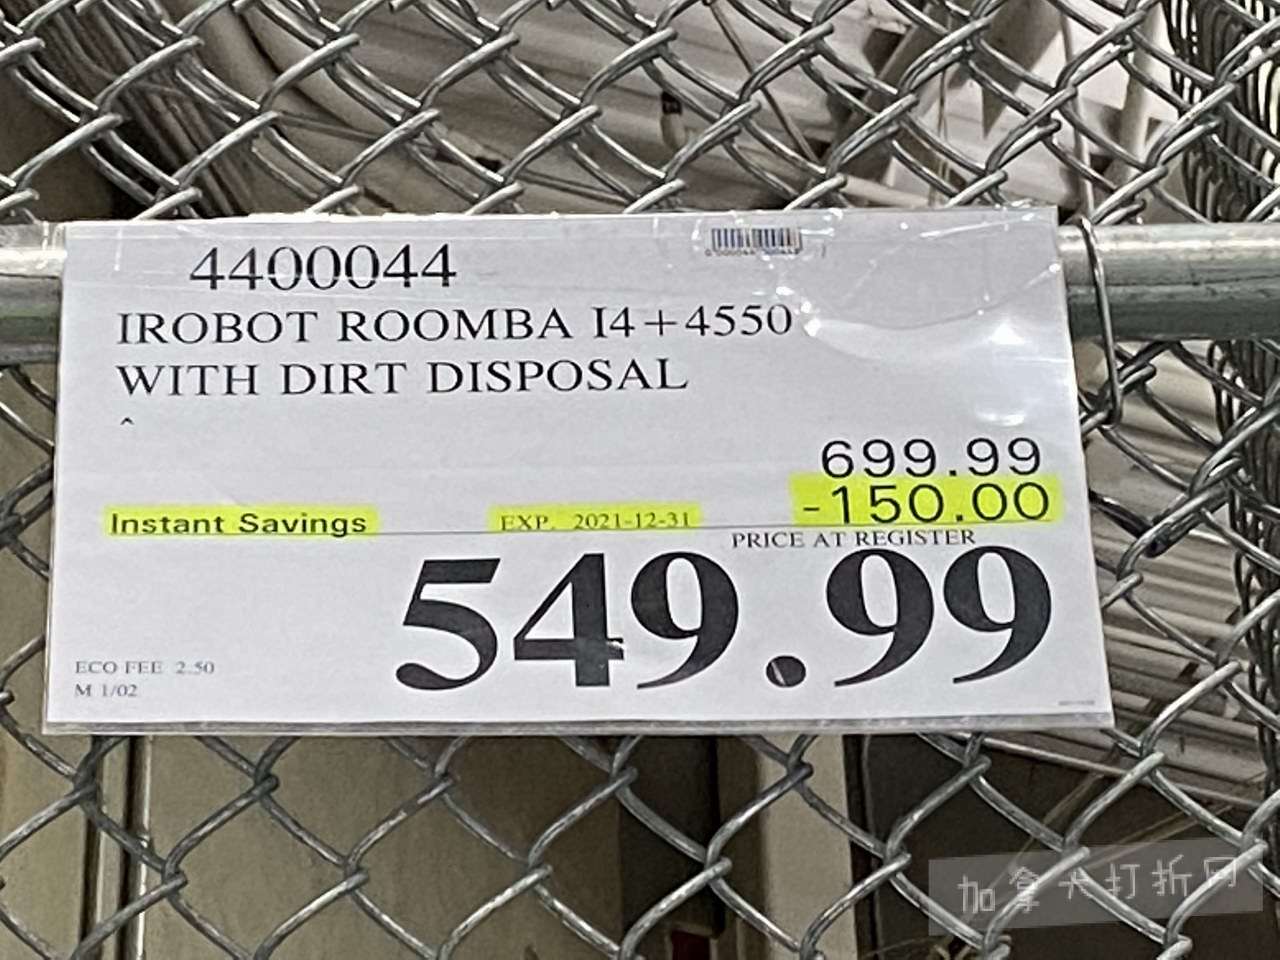 4400044
IROBOT ROOMBA I4+4550
WITH DIRT DISPOSAL
^
699.99
Instant Savings EXP. 2021-12-31 -150.00
PRICE AT REGISTER
549.99
ECO FEE 2.50
M 1/02
加拿大打折网